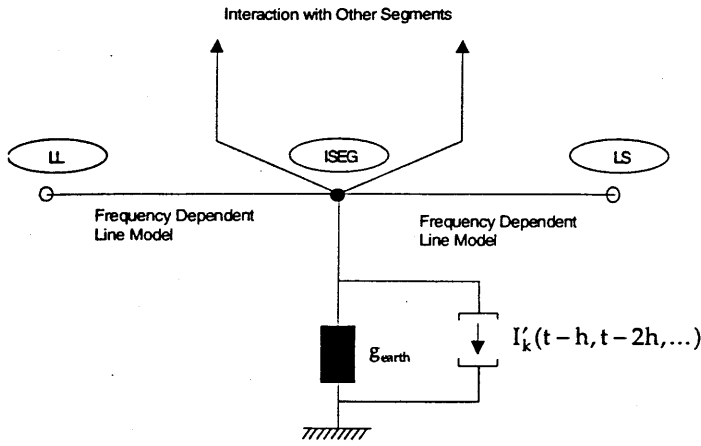 Interaction with Other Segments
LL
ISEG
LS
Frequency Dependent
Line Model
Frequency Dependent
Line Model
g_earth
I′_k(t − h, t − 2h, …)